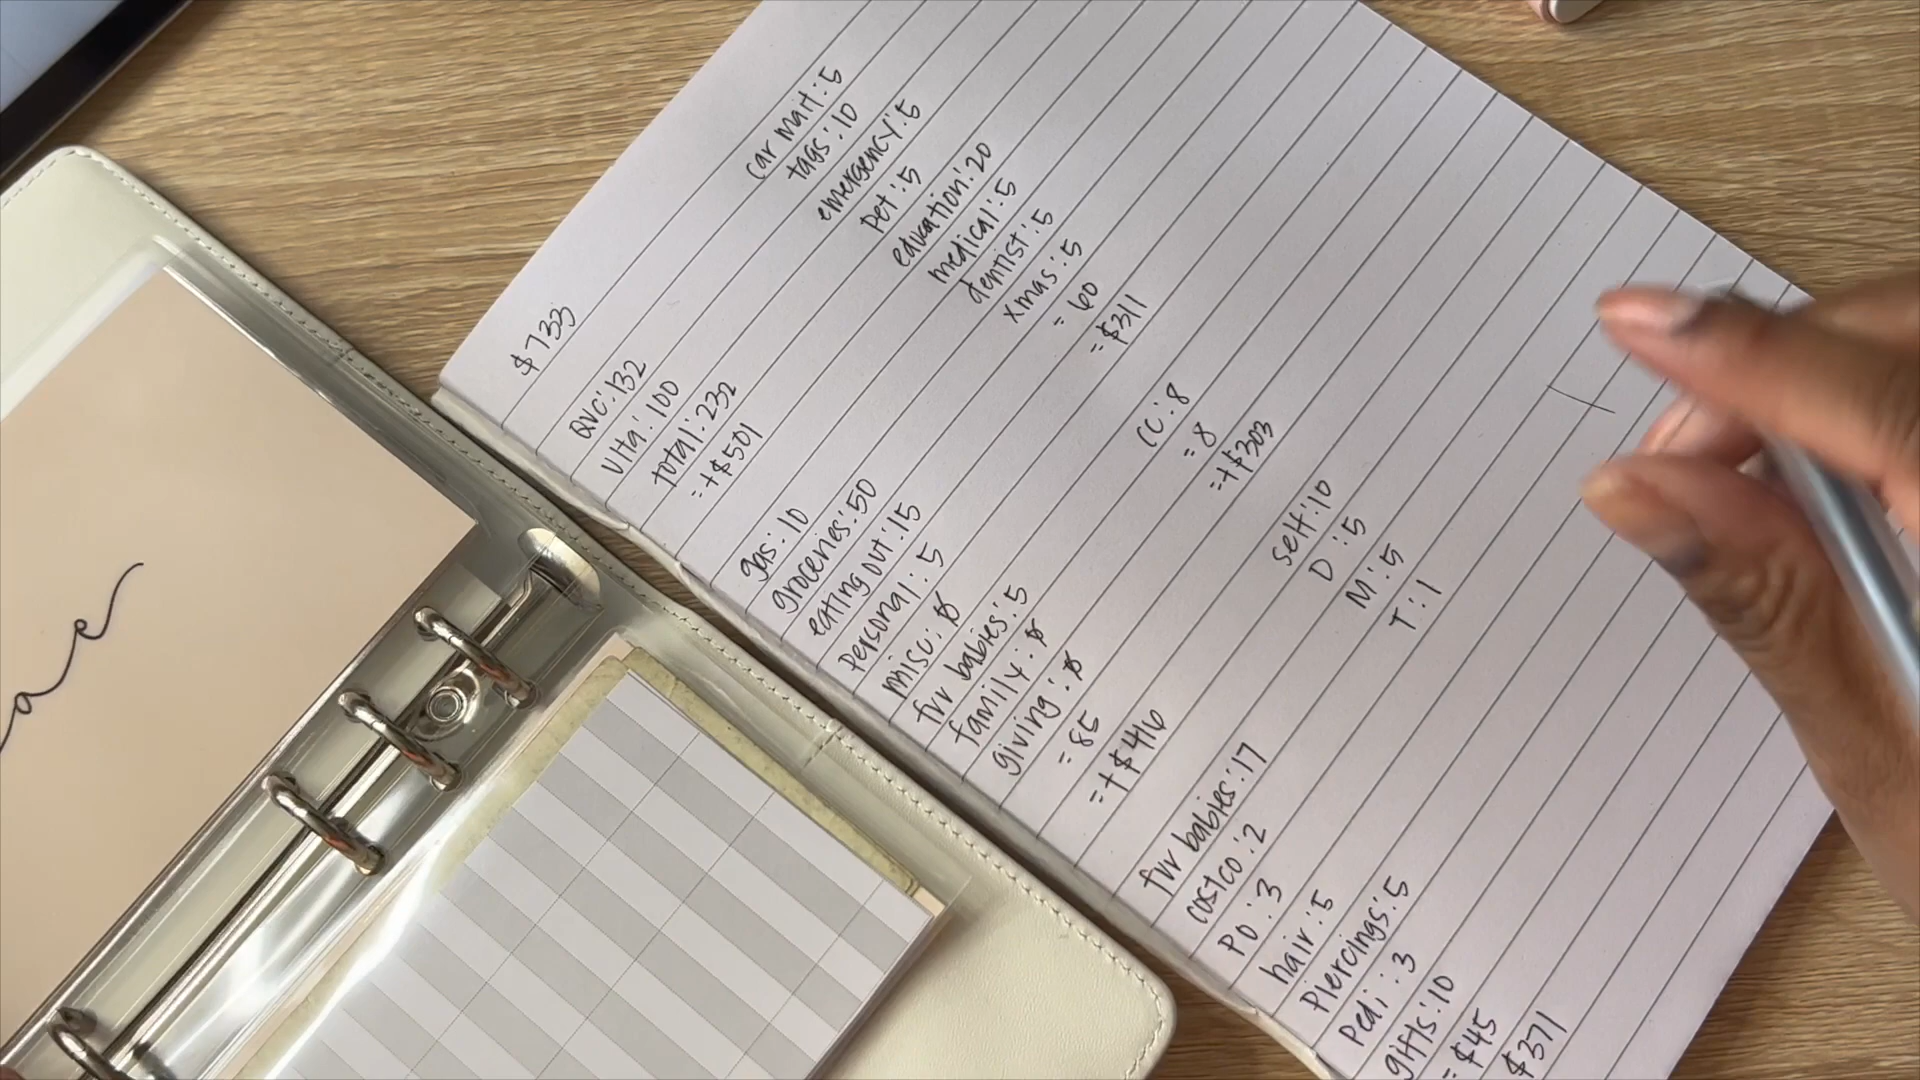 $733
QVC: 132
Ulta: 100
total: 232
= + $501
gas: 10
groceries: 50
eating out: 15
personal: 5
misc: $
fur babies: 5
family: $
giving: $
= 85
= + $416
fur babies: 17
costco: 2
PO: 3
hair: 5
Piercings: 5
Pedi: 3
gifts: 10
= $45
$371
car mait: 5
tags: 10
emergency: 5
Pet: 5
education: 20
medical: 5
dentist: 5
xmas: 5
= 60
= $311
CC: 8
= 8
= + $303
self: 10
D: 5
M: 5
T: 1
ae